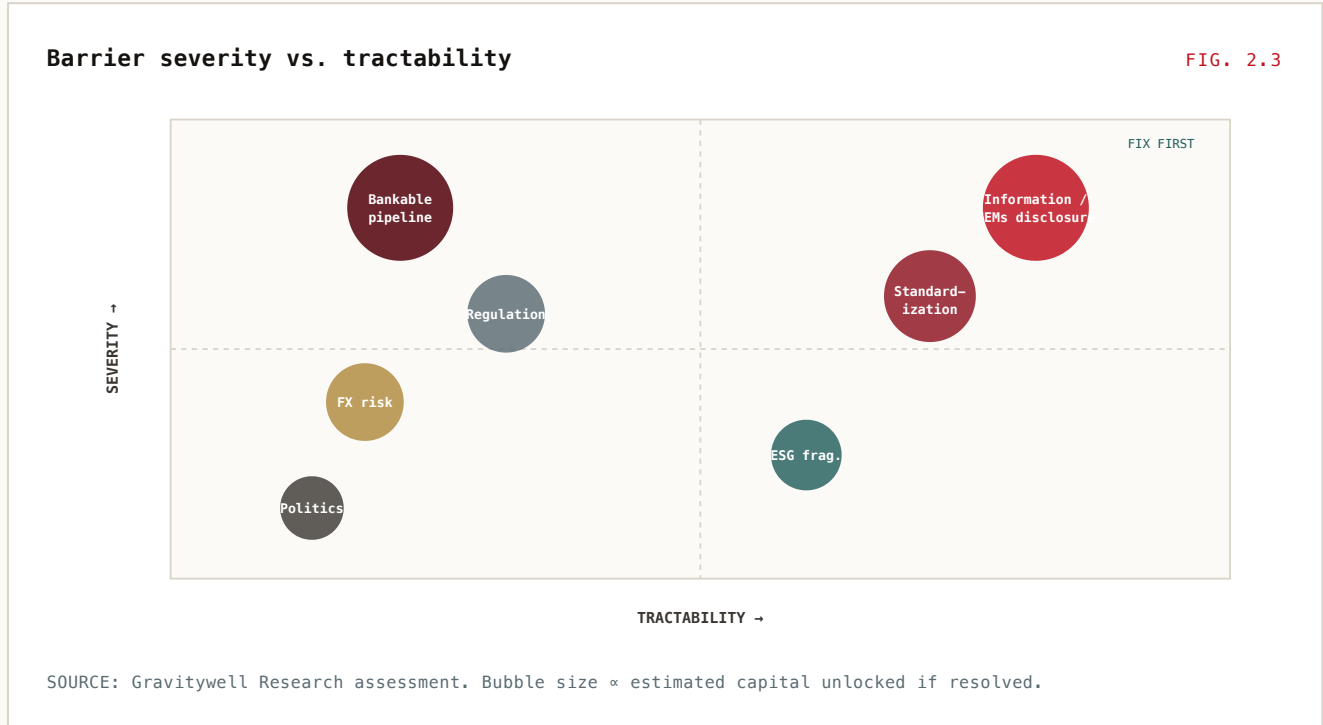 Barrier severity vs. tractability
FIG. 2.3
FIX FIRST
Bankable
pipeline
Information /
EMs disclosur
Standard–
ization
Regulation
FX risk
ESG frag.
Politics
SEVERITY →
TRACTABILITY →
SOURCE: Gravitywell Research assessment. Bubble size ∝ estimated capital unlocked if resolved.